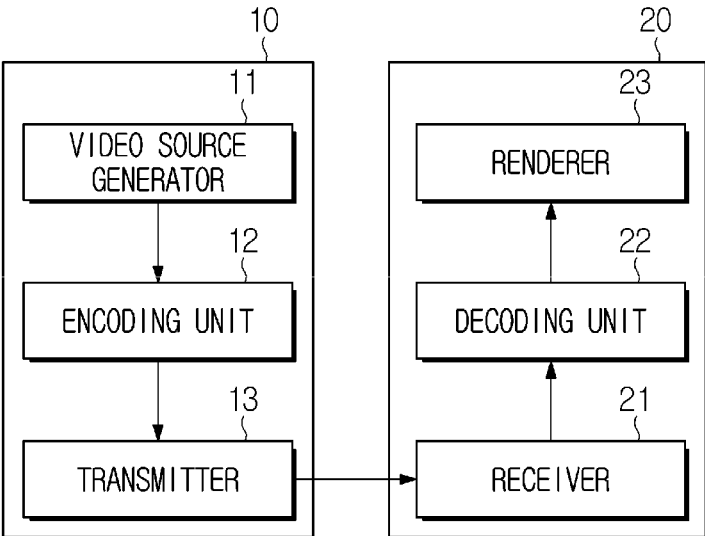 10
11
VIDEO SOURCE
GENERATOR
12
ENCODING UNIT
13
TRANSMITTER
20
23
RENDERER
22
DECODING UNIT
21
RECEIVER